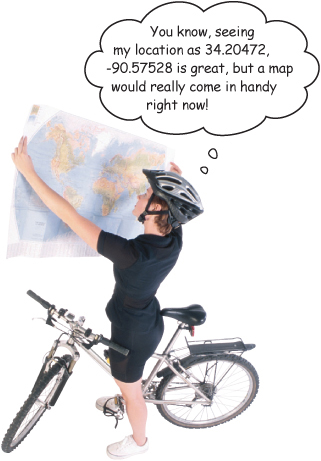 You know, seeing
my location as 34.20472,
-90.57528 is great, but a map
would really come in handy
right now!